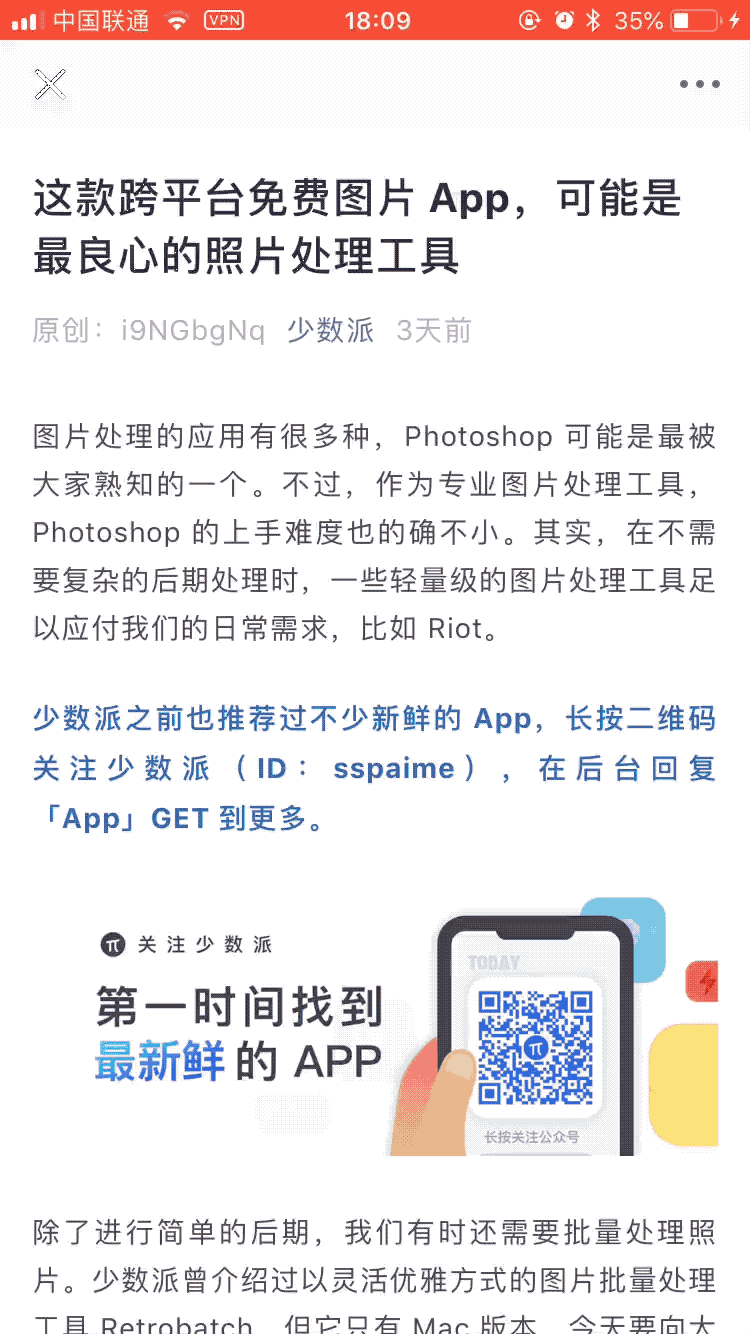 中国联通 VPN 18:09 35%
这款跨平台免费图片 App，可能是
最良心的照片处理工具
原创： i9NGbgNq 少数派 3天前
图片处理的应用有很多种，Photoshop 可能是最被
大家熟知的一个。不过，作为专业图片处理工具，
Photoshop 的上手难度也的确不小。其实，在不需
要复杂的后期处理时，一些轻量级的图片处理工具足
以应付我们的日常需求，比如 Riot。
少数派之前也推荐过不少新鲜的 App，长按二维码
关注少数派（ID：sspaime），在后台回复
「App」GET 到更多。
π 关注少数派
第一时间找到
最新鲜的 APP
TODAY
π
长按关注公众号
除了进行简单的后期，我们有时还需要批量处理照
片。少数派曾介绍过以灵活优雅方式的图片批量处理
工具 Retrobatch，但它只有 Mac 版本，今天要向大